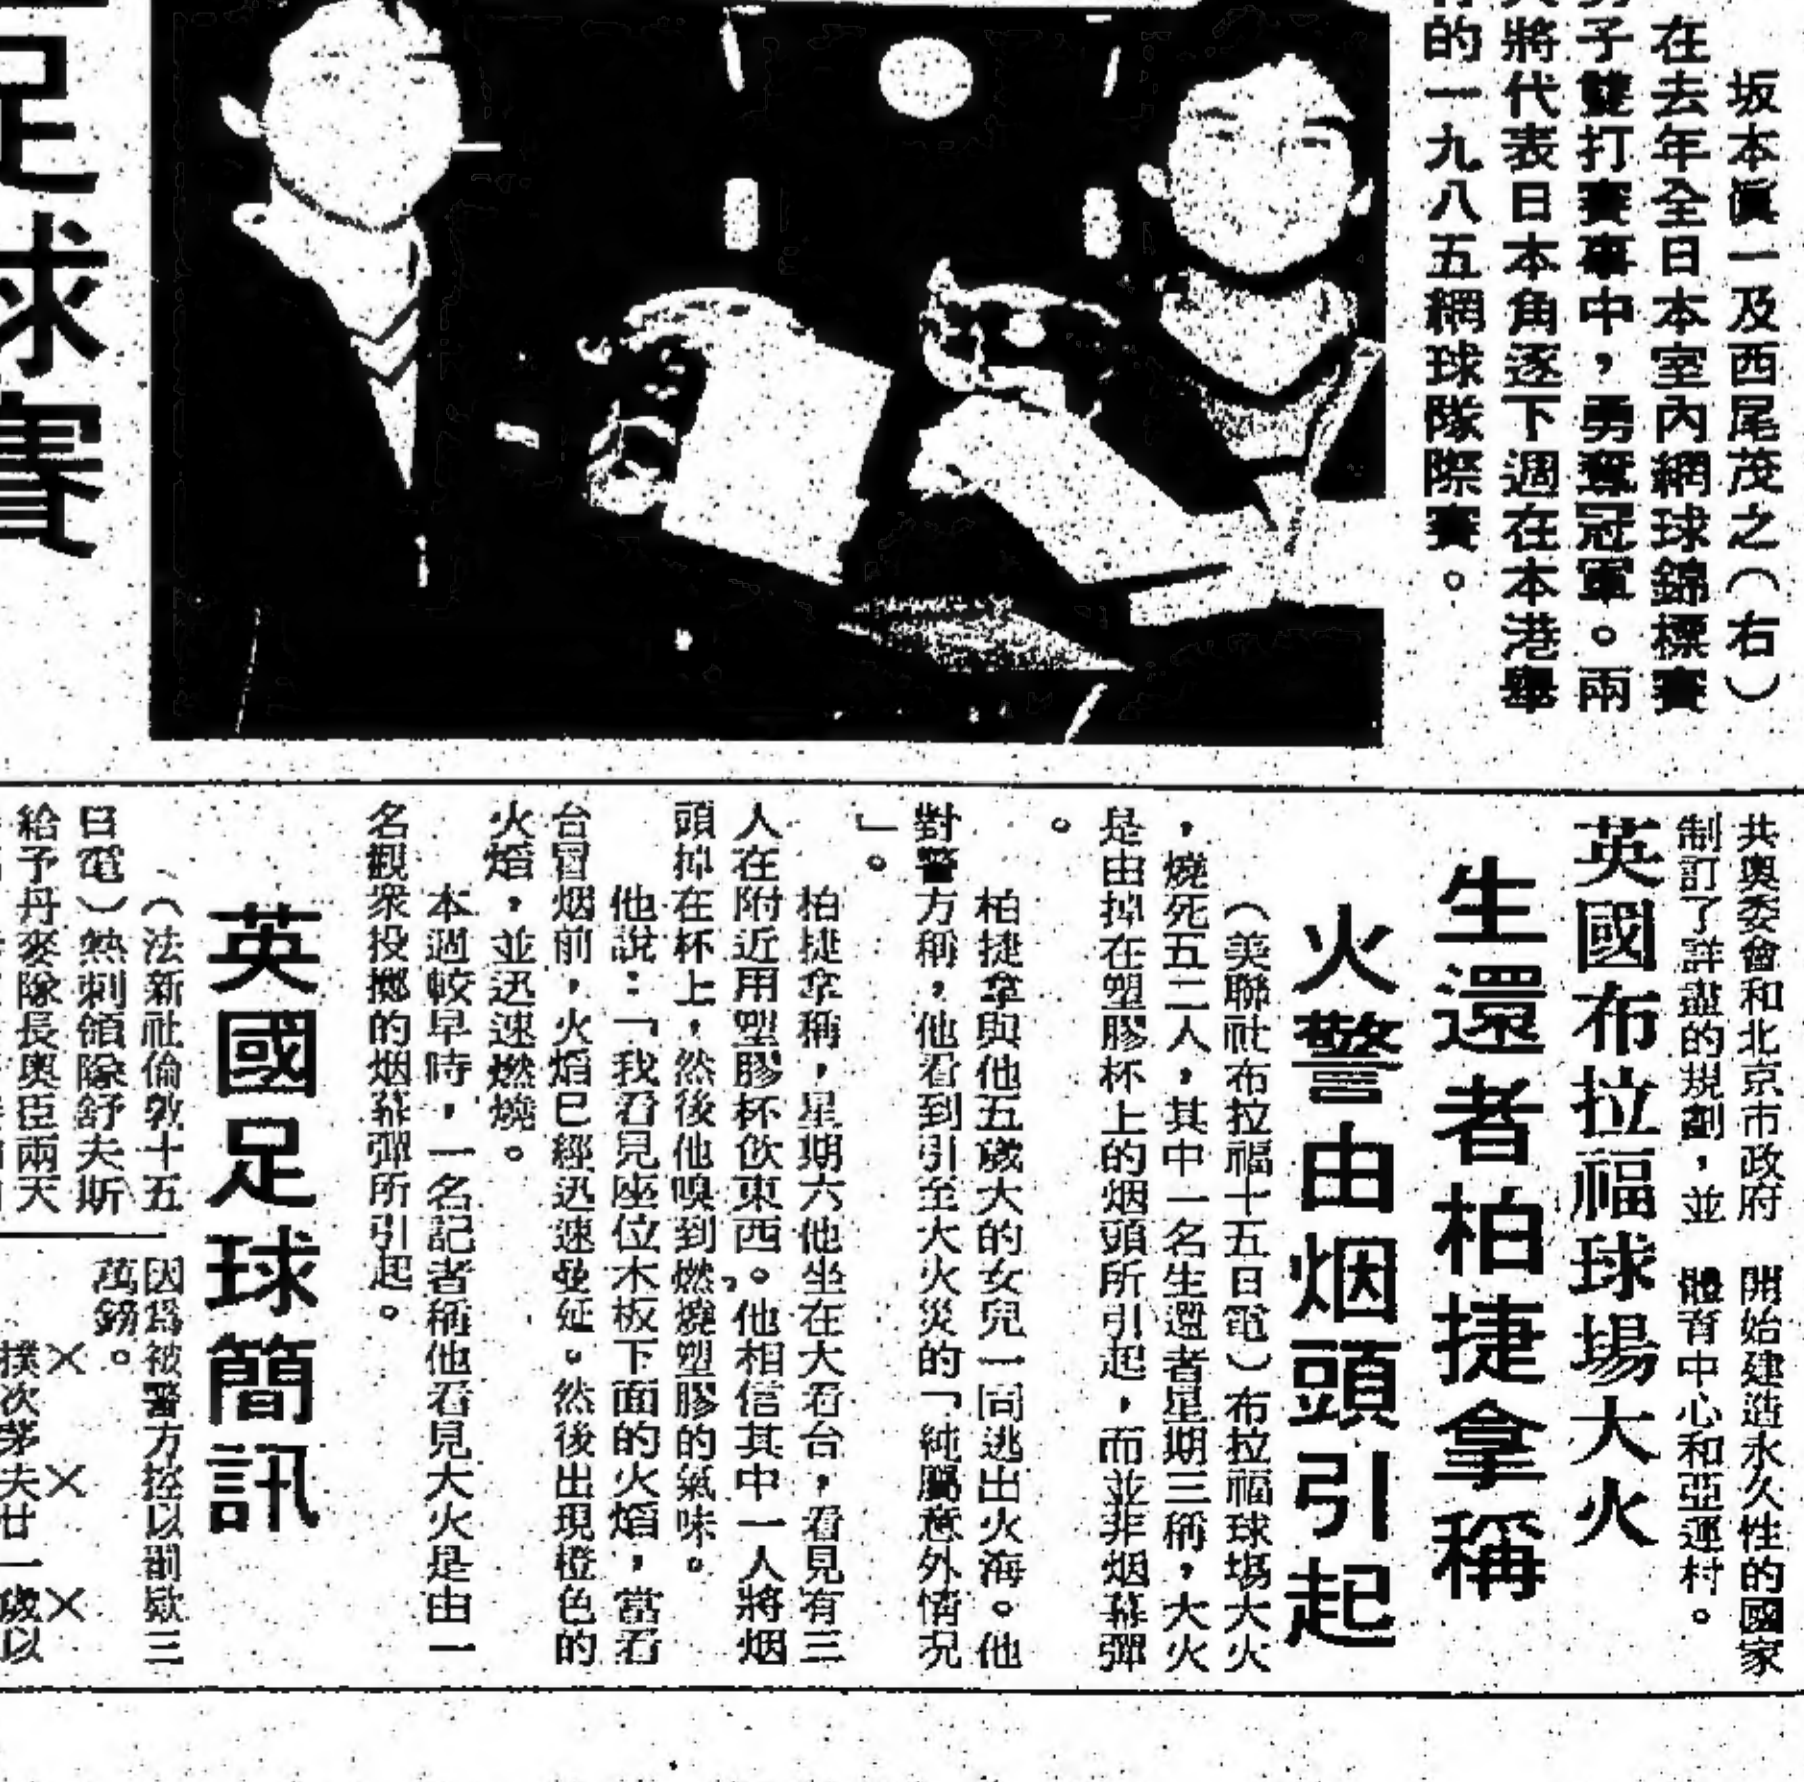 坂本眞一及西尾茂之（右）
在去年全日本室內網球錦標賽
男子雙打賽事中，勇奪冠軍。兩
人將代表日本角逐下週在本港舉
行的一九八五網球隊際賽。
足球賽
共奧委會和北京市政府
制訂了詳盡的規劃，並
開始建造永久性的國家
體育中心和亞運村。
英國布拉福球場大火
生還者柏捷拿稱
火警由烟頭引起
（美聯社布拉福十五日電）布拉福球場大火
，燒死五二人，其中一名生還者星期三稱，大火
是由掉在塑膠杯上的烟頭所引起，而並非烟幕彈
。
柏捷拿與他五歲大的女兒一同逃出火海。他
對警方稱，他看到引至大火災的「純屬意外情況
」。
柏捷拿稱，星期六他坐在大看台，看見有三
人在附近用塑膠杯飲東西。他相信其中一人將烟
頭掉在杯上，然後他嗅到燃燒塑膠的氣味。
他說：「我看見座位木板下面的火焰，當看
台冒烟前，火焰已經迅速蔓延。然後出現橙色的
火焰，並迅速燃燒。
本週較早時，一名記者稱他看見大火是由一
名觀衆投擲的烟幕彈所引起。
英國足球簡訊
（法新社倫敦十五
日電）熱刺領隊舒夫斯
給予丹麥隊長奧臣兩天
因爲被警方控以罰欵三
萬鎊。
× × ×
撲次茅夫廿一歲以